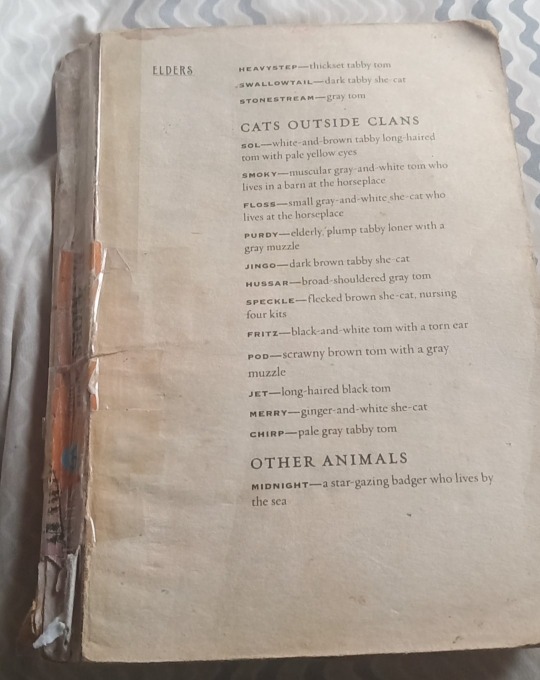 ELDERS
HEAVYSTEP—thickset tabby tom
SWALLOWTAIL—dark tabby she-cat
STONESTREAM—gray tom
CATS OUTSIDE CLANS
SOL—white-and-brown tabby long-haired
tom with pale yellow eyes
SMOKY—muscular gray-and-white tom who
lives in a barn at the horseplace
FLOSS—small gray-and-white she-cat who
lives at the horseplace
PURDY—elderly, plump tabby loner with a
gray muzzle
JINGO—dark brown tabby she-cat
HUSSAR—broad-shouldered gray tom
SPECKLE—flecked brown she-cat, nursing
four kits
FRITZ—black-and-white tom with a torn ear
POD—scrawny brown tom with a gray
muzzle
JET—long-haired black tom
MERRY—ginger-and-white she-cat
CHIRP—pale gray tabby tom
OTHER ANIMALS
MIDNIGHT—a star-gazing badger who lives by
the sea